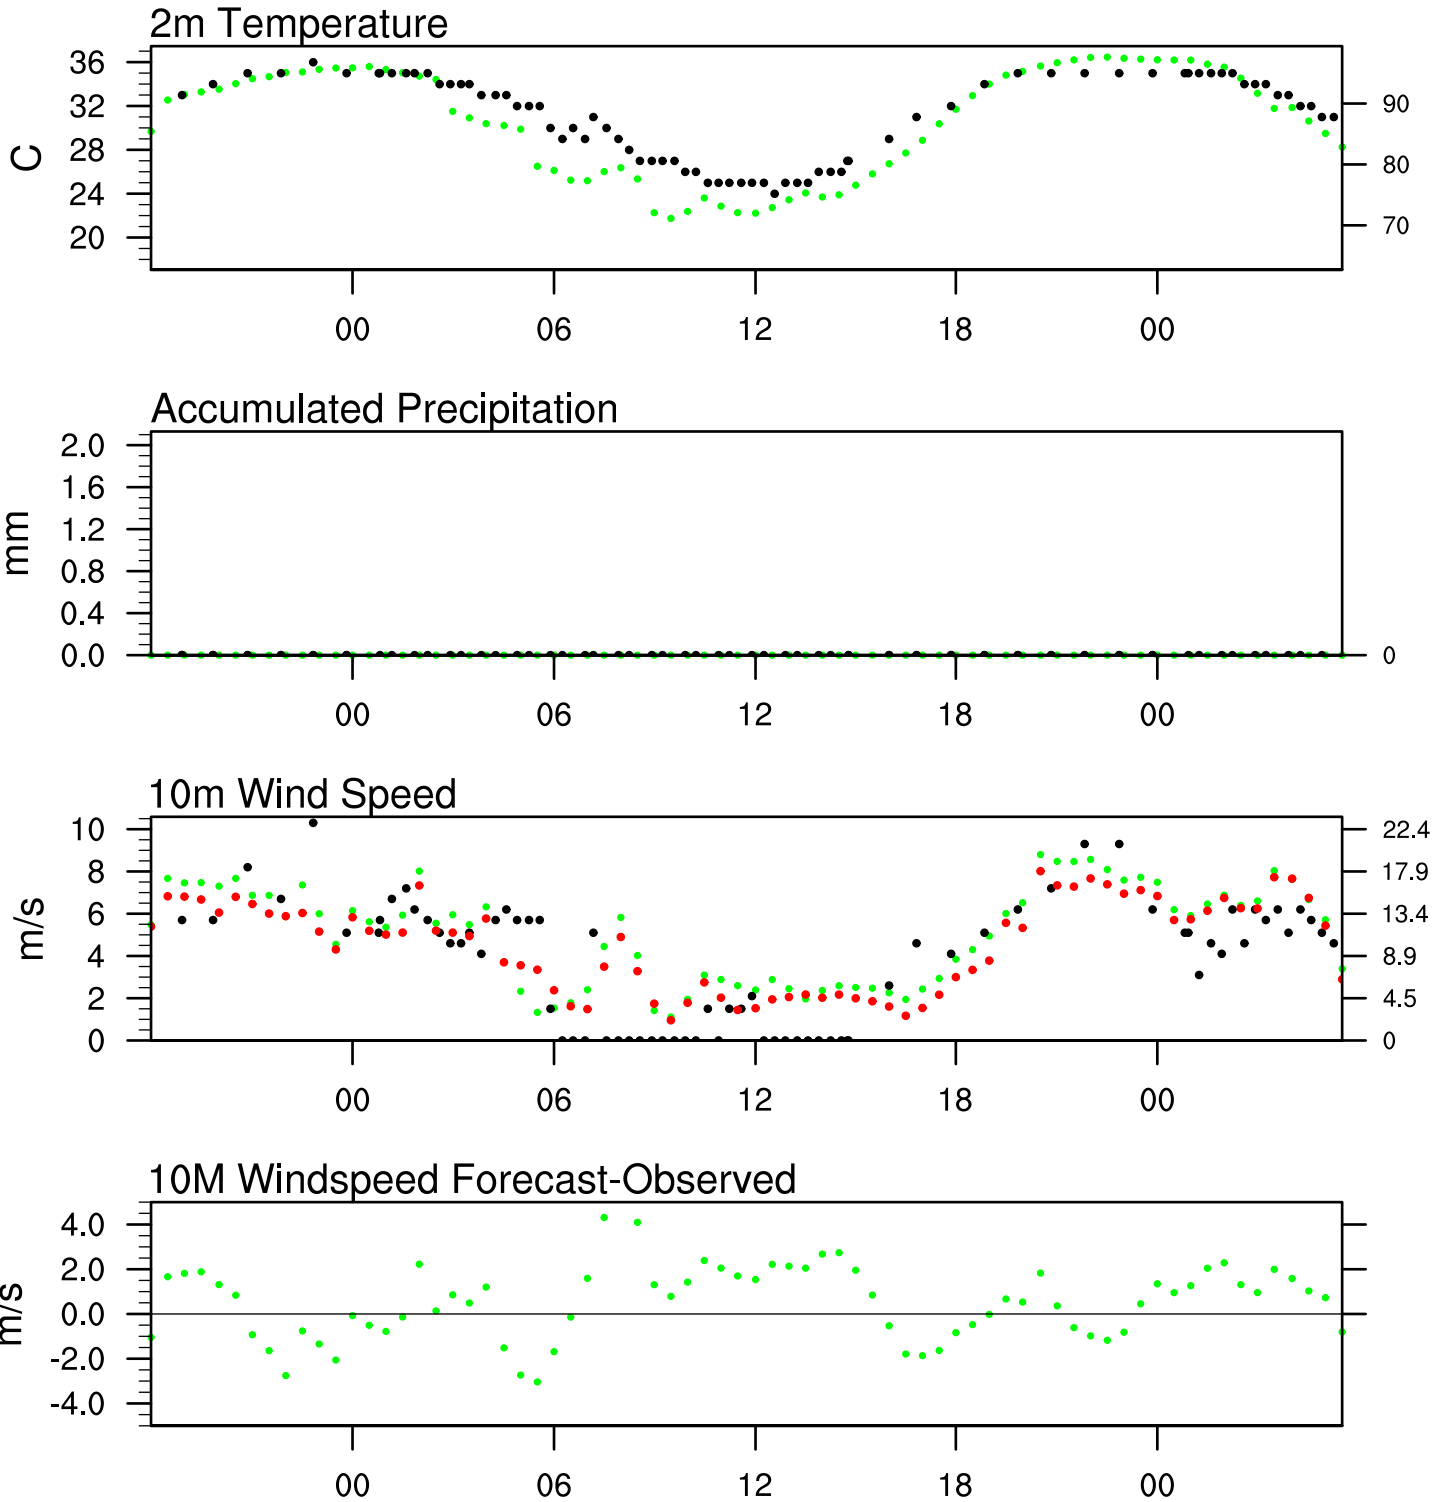 2m Temperature
36
32
28
24
20
C
90
80
70
00 06 12 18 00
Accumulated Precipitation
2.0
1.6
1.2
0.8
0.4
0.0
mm
0
00 06 12 18 00
10m Wind Speed
10
8
6
4
2
0
m/s
22.4
17.9
13.4
8.9
4.5
0
00 06 12 18 00
10M Windspeed Forecast-Observed
4.0
2.0
0.0
-2.0
-4.0
m/s
00 06 12 18 00